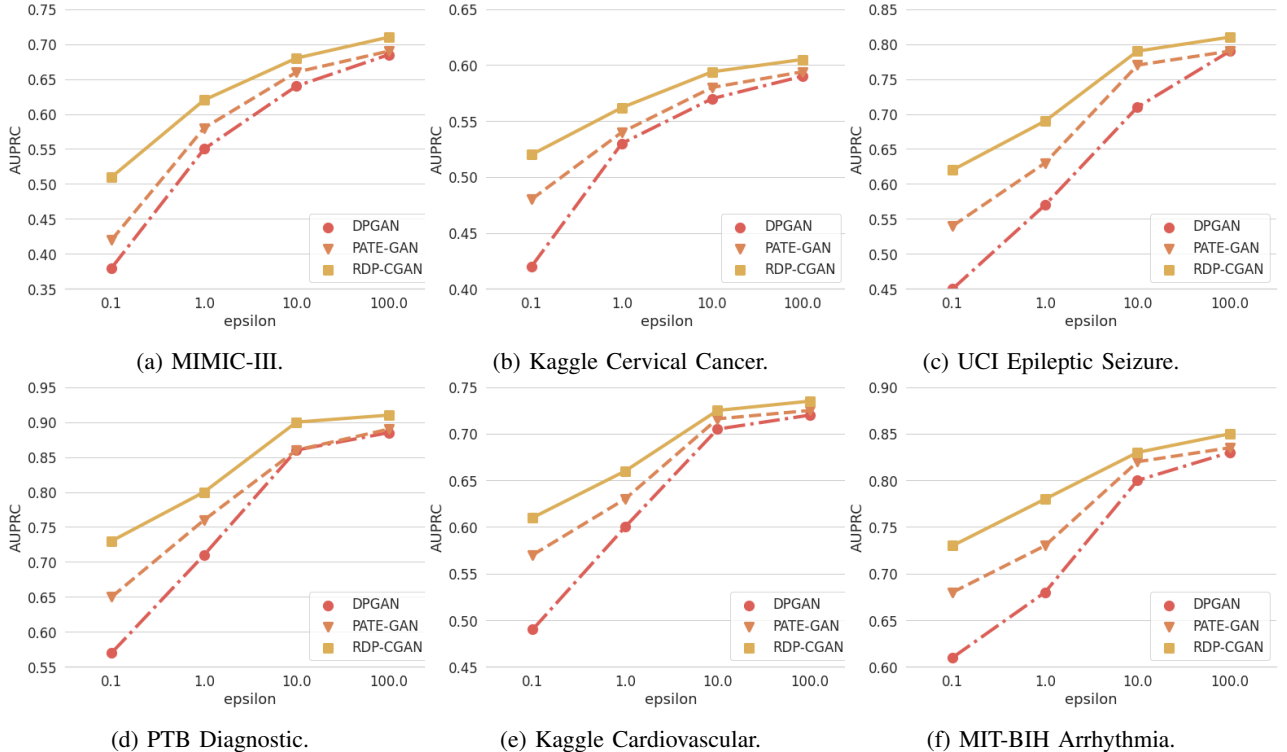 0.75
0.70
0.65
0.60
0.55
0.50
0.45
0.40
0.35
AUPRC
0.1
1.0
10.0
100.0
epsilon
DPGAN
PATE-GAN
RDP-CGAN
(a) MIMIC-III.
0.65
0.60
0.55
0.50
0.45
0.40
AUPRC
0.1
1.0
10.0
100.0
epsilon
DPGAN
PATE-GAN
RDP-CGAN
(b) Kaggle Cervical Cancer.
0.85
0.80
0.75
0.70
0.65
0.60
0.55
0.50
0.45
AUPRC
0.1
1.0
10.0
100.0
epsilon
DPGAN
PATE-GAN
RDP-CGAN
(c) UCI Epileptic Seizure.
0.95
0.90
0.85
0.80
0.75
0.70
0.65
0.60
0.55
AUPRC
0.1
1.0
10.0
100.0
epsilon
DPGAN
PATE-GAN
RDP-CGAN
(d) PTB Diagnostic.
0.75
0.70
0.65
0.60
0.55
0.50
0.45
AUPRC
0.1
1.0
10.0
100.0
epsilon
DPGAN
PATE-GAN
RDP-CGAN
(e) Kaggle Cardiovascular.
0.90
0.85
0.80
0.75
0.70
0.65
0.60
AUPRC
0.1
1.0
10.0
100.0
epsilon
DPGAN
PATE-GAN
RDP-CGAN
(f) MIT-BIH Arrhythmia.